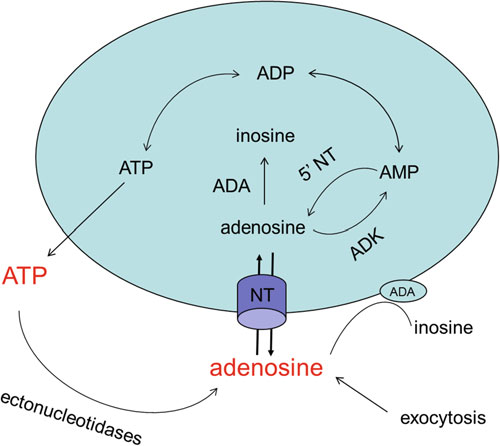 ADP
inosine
5' NT
ATP
ADA
AMP
adenosine
ADK
ATP
NT
ADA
inosine
adenosine
ectonucleotidases
exocytosis